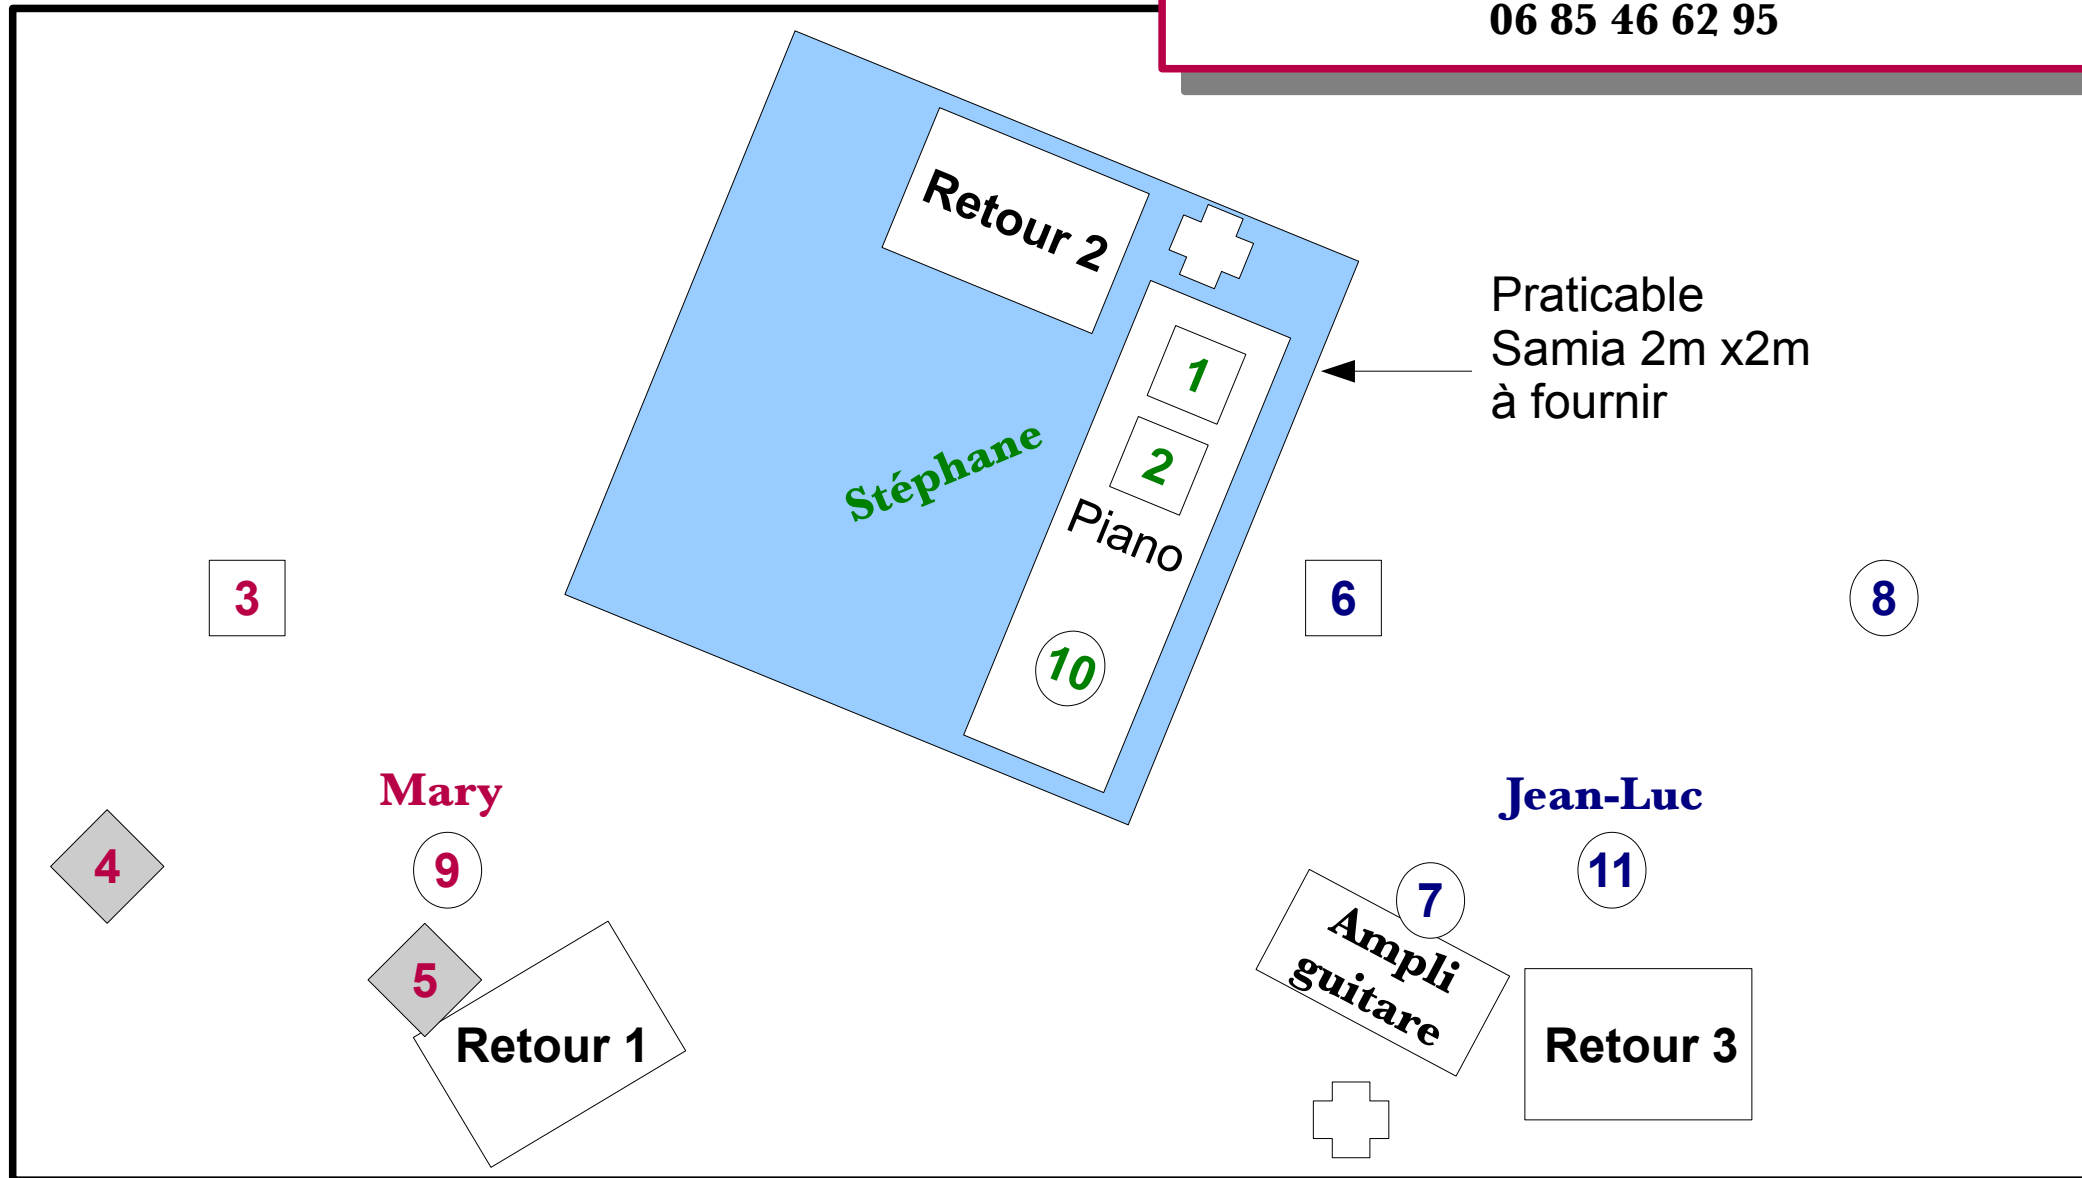 06 85 46 62 95
Retour 2
Praticable
Samia 2m x2m
à fournir
1
2
Stéphane
Piano
3
6
8
10
Mary
Jean-Luc
4
9
7
11
5
Ampli
guitare
Retour 1
Retour 3